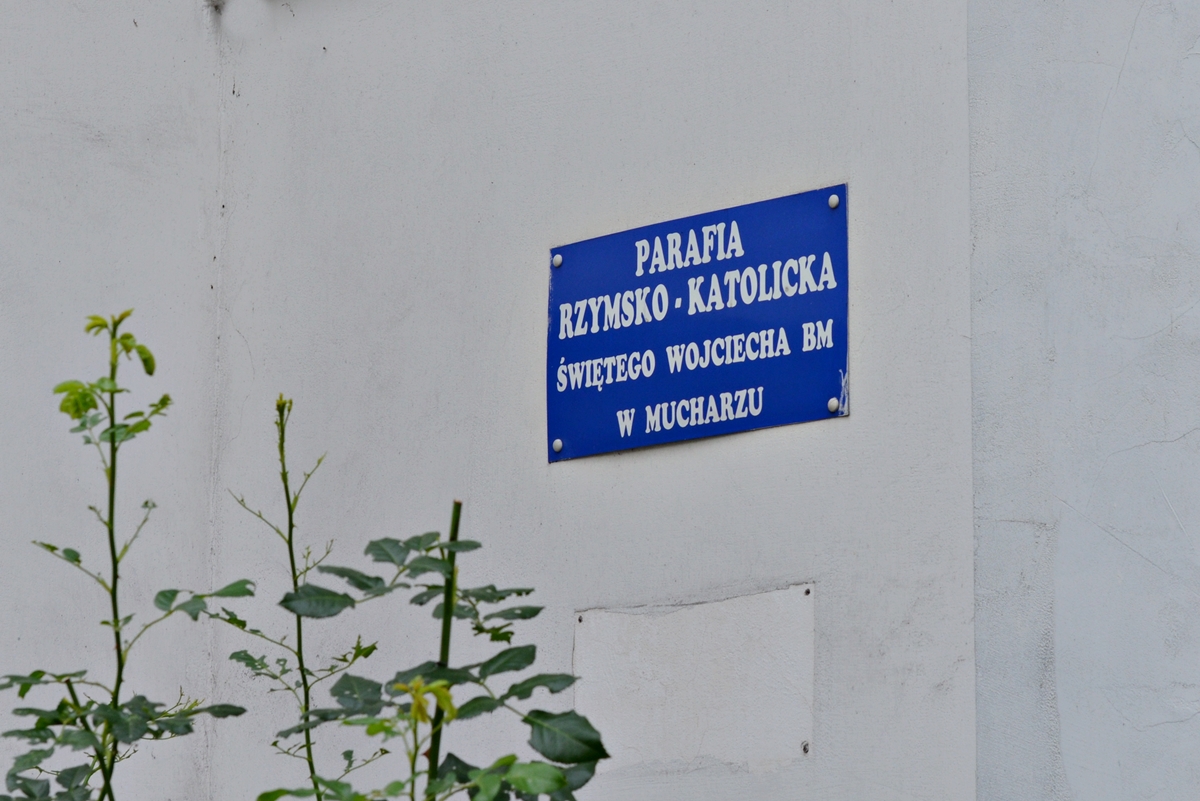 PARAFIA
RZYMSKO - KATOLICKA
ŚWIĘTEGO WOJCIECHA BM
W MUCHARZU